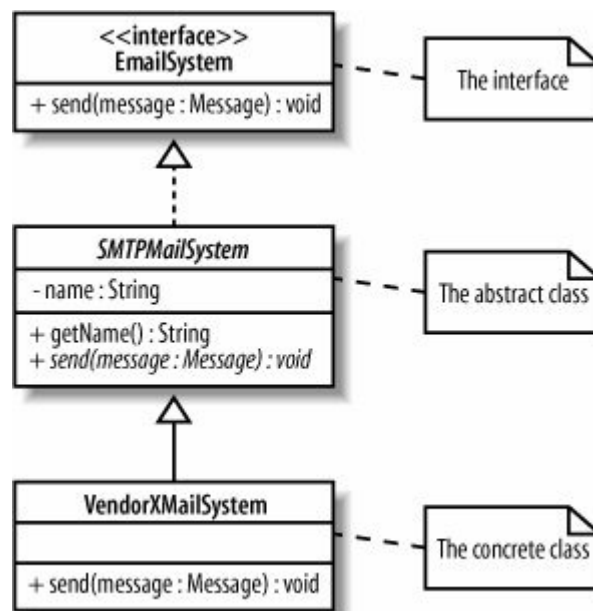 <<interface>>
EmailSystem
+ send(message : Message) : void
The interface
SMTPMailSystem
- name : String
+ getName() : String
+ send(message : Message) : void
The abstract class
VendorXMailSystem
+ send(message : Message) : void
The concrete class